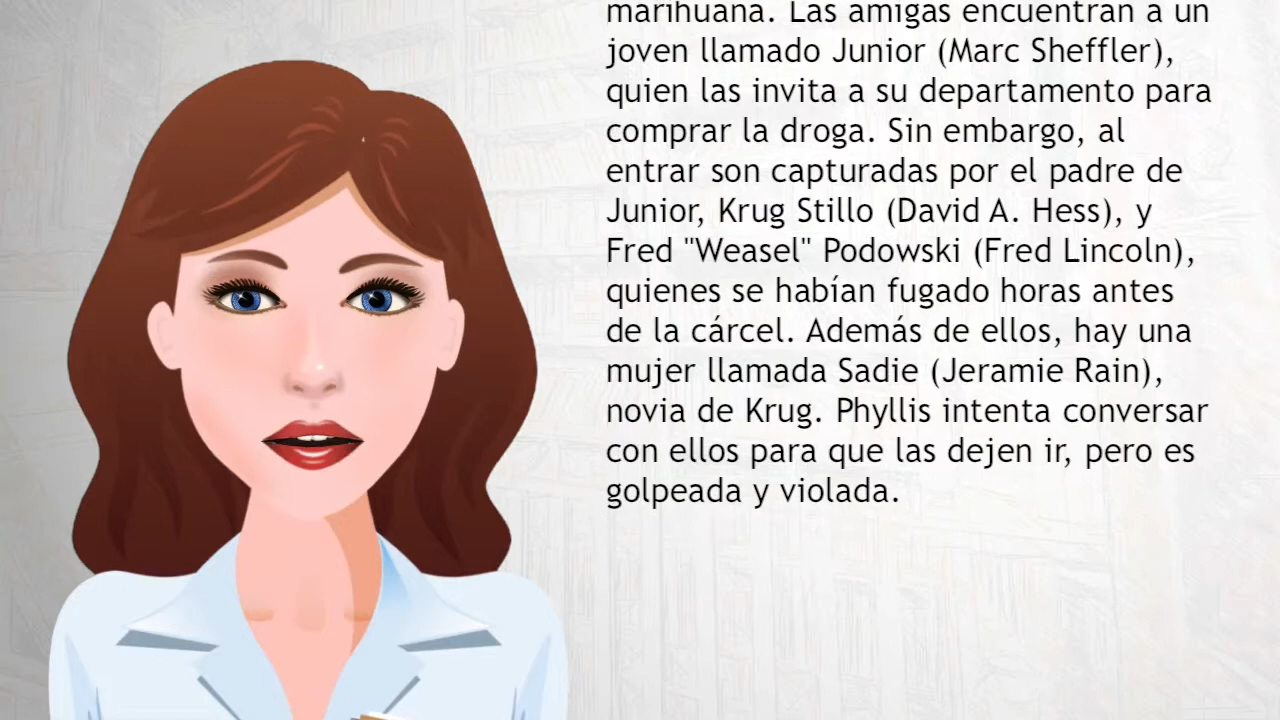 marihuana. Las amigas encuentran a un
joven llamado Junior (Marc Sheffler),
quien las invita a su departamento para
comprar la droga. Sin embargo, al
entrar son capturadas por el padre de
Junior, Krug Stillo (David A. Hess), y
Fred "Weasel" Podowski (Fred Lincoln),
quienes se habían fugado horas antes
de la cárcel. Además de ellos, hay una
mujer llamada Sadie (Jeramie Rain),
novia de Krug. Phyllis intenta conversar
con ellos para que las dejen ir, pero es
golpeada y violada.